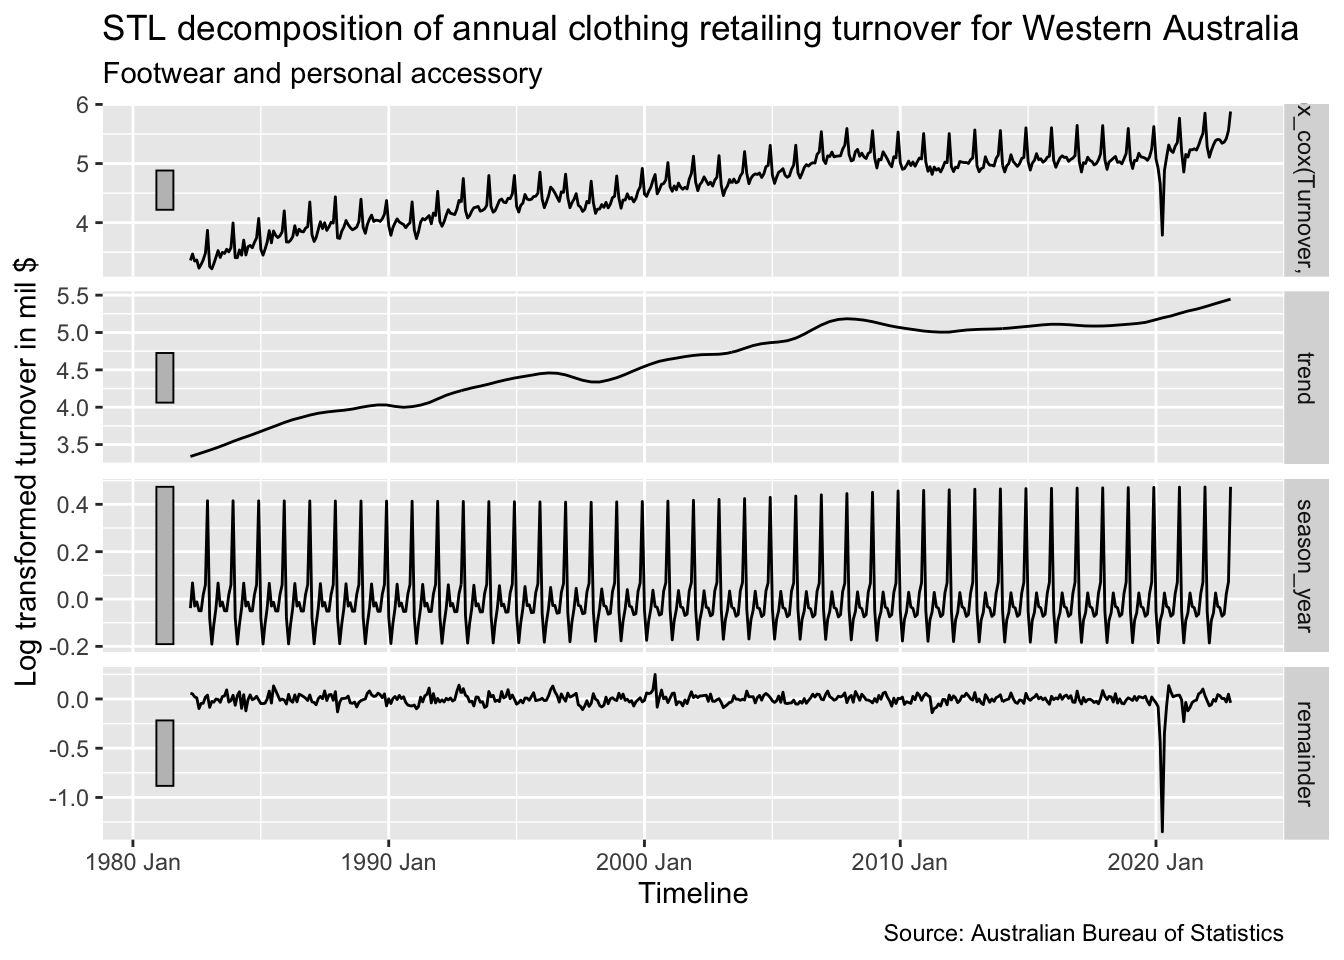 STL decomposition of annual clothing retailing turnover for Western Australia
Footwear and personal accessory
Log transformed turnover in mil $
6
5
4
x_cox(Turnover,
5.5
5.0
4.5
4.0
3.5
trend
0.4
0.2
0.0
-0.2
season_year
0.0
-0.5
-1.0
remainder
1980 Jan
1990 Jan
2000 Jan
2010 Jan
2020 Jan
Timeline
Source: Australian Bureau of Statistics